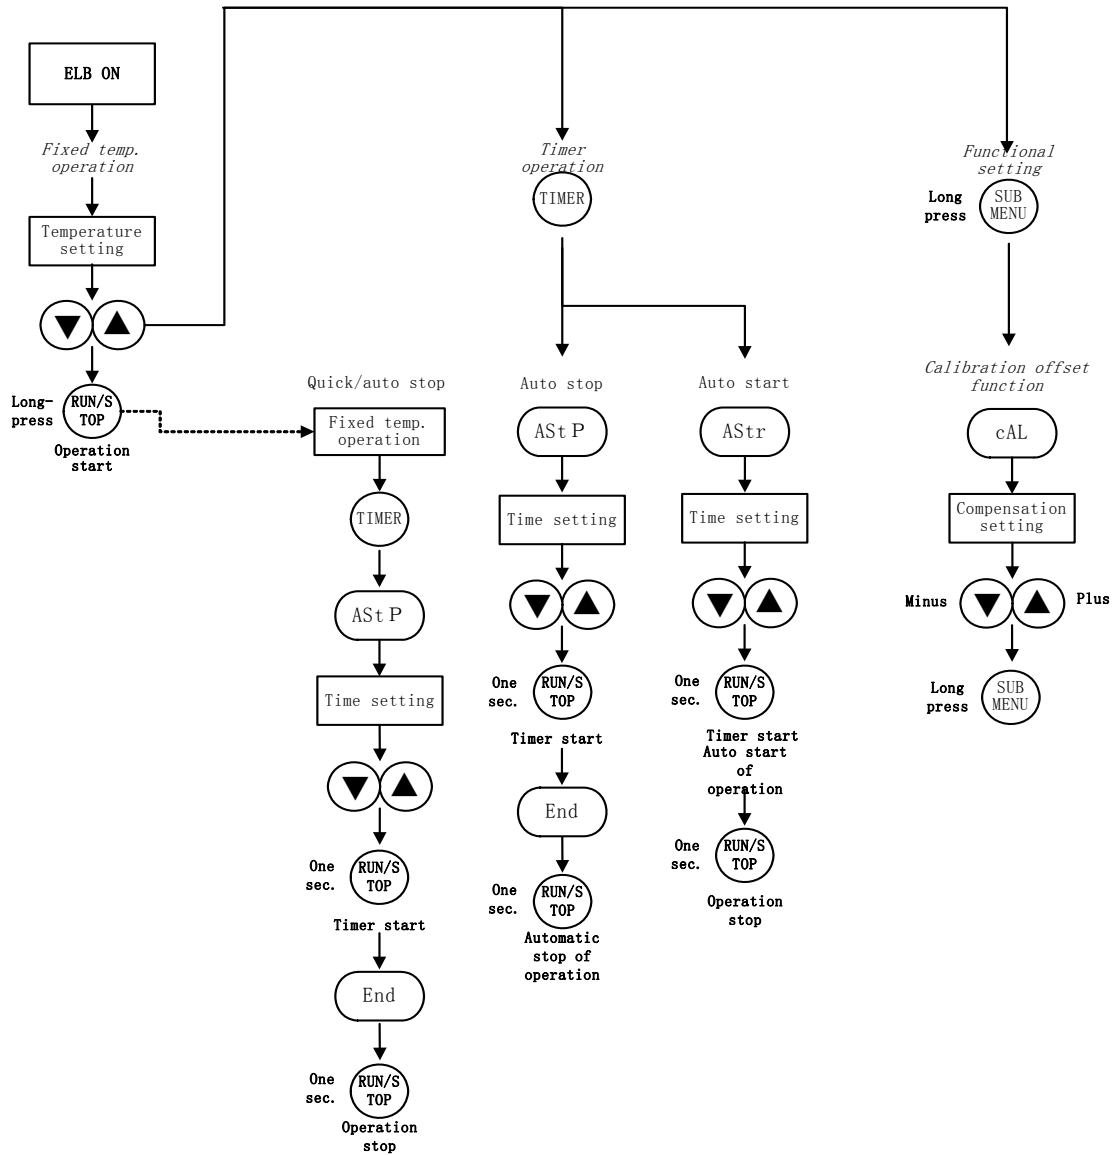 ELB ON
Fixed temp.
operation
Temperature
setting
▼ ▲
Long-
press
RUN/S
TOP
Operation
start
Quick/auto stop
Fixed temp.
operation
TIMER
ASt P
Time setting
▼ ▲
One
sec.
RUN/S
TOP
Timer start
End
One
sec.
RUN/S
TOP
Operation
stop
Timer
operation
TIMER
Auto stop
ASt P
Time setting
▼ ▲
One
sec.
RUN/S
TOP
Timer start
End
One
sec.
RUN/S
TOP
Automatic
stop of
operation
Auto start
AStr
Time setting
▼ ▲
One
sec.
RUN/S
TOP
Timer start
Auto start
of
operation
One
sec.
RUN/S
TOP
Operation
stop
Functional
setting
Long
press
SUB
MENU
Calibration offset
function
cAL
Compensation
setting
Minus ▼ ▲ Plus
Long
press
SUB
MENU